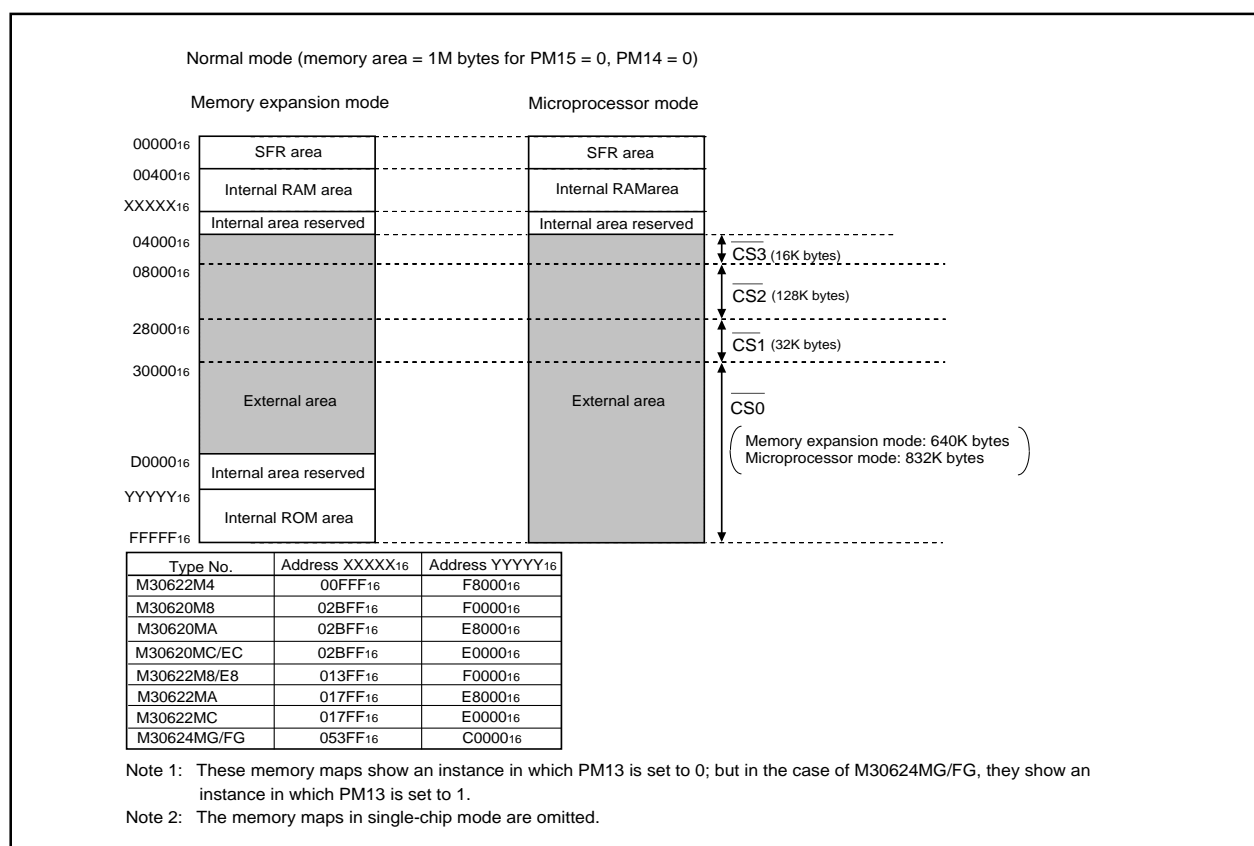 Normal mode (memory area = 1M bytes for PM15 = 0, PM14 = 0)
Memory expansion mode
Microprocessor mode
0000016
SFR area
SFR area
0040016
Internal RAM area
Internal RAMarea
XXXXX16
Internal area reserved
Internal area reserved
0400016
CS3 (16K bytes)
0800016
CS2 (128K bytes)
2800016
CS1 (32K bytes)
3000016
External area
External area
CS0
Memory expansion mode: 640K bytes
Microprocessor mode: 832K bytes
D000016
Internal area reserved
YYYYY16
Internal ROM area
FFFFF16
Type No. Address XXXXX16 Address YYYYY16
M30622M4 00FFF16 F800016
M30620M8 02BFF16 F000016
M30620MA 02BFF16 E800016
M30620MC/EC 02BFF16 E000016
M30622M8/E8 013FF16 F000016
M30622MA 017FF16 E800016
M30622MC 017FF16 E000016
M30624MG/FG 053FF16 C000016
Note 1: These memory maps show an instance in which PM13 is set to 0; but in the case of M30624MG/FG, they show an
instance in which PM13 is set to 1.
Note 2: The memory maps in single-chip mode are omitted.